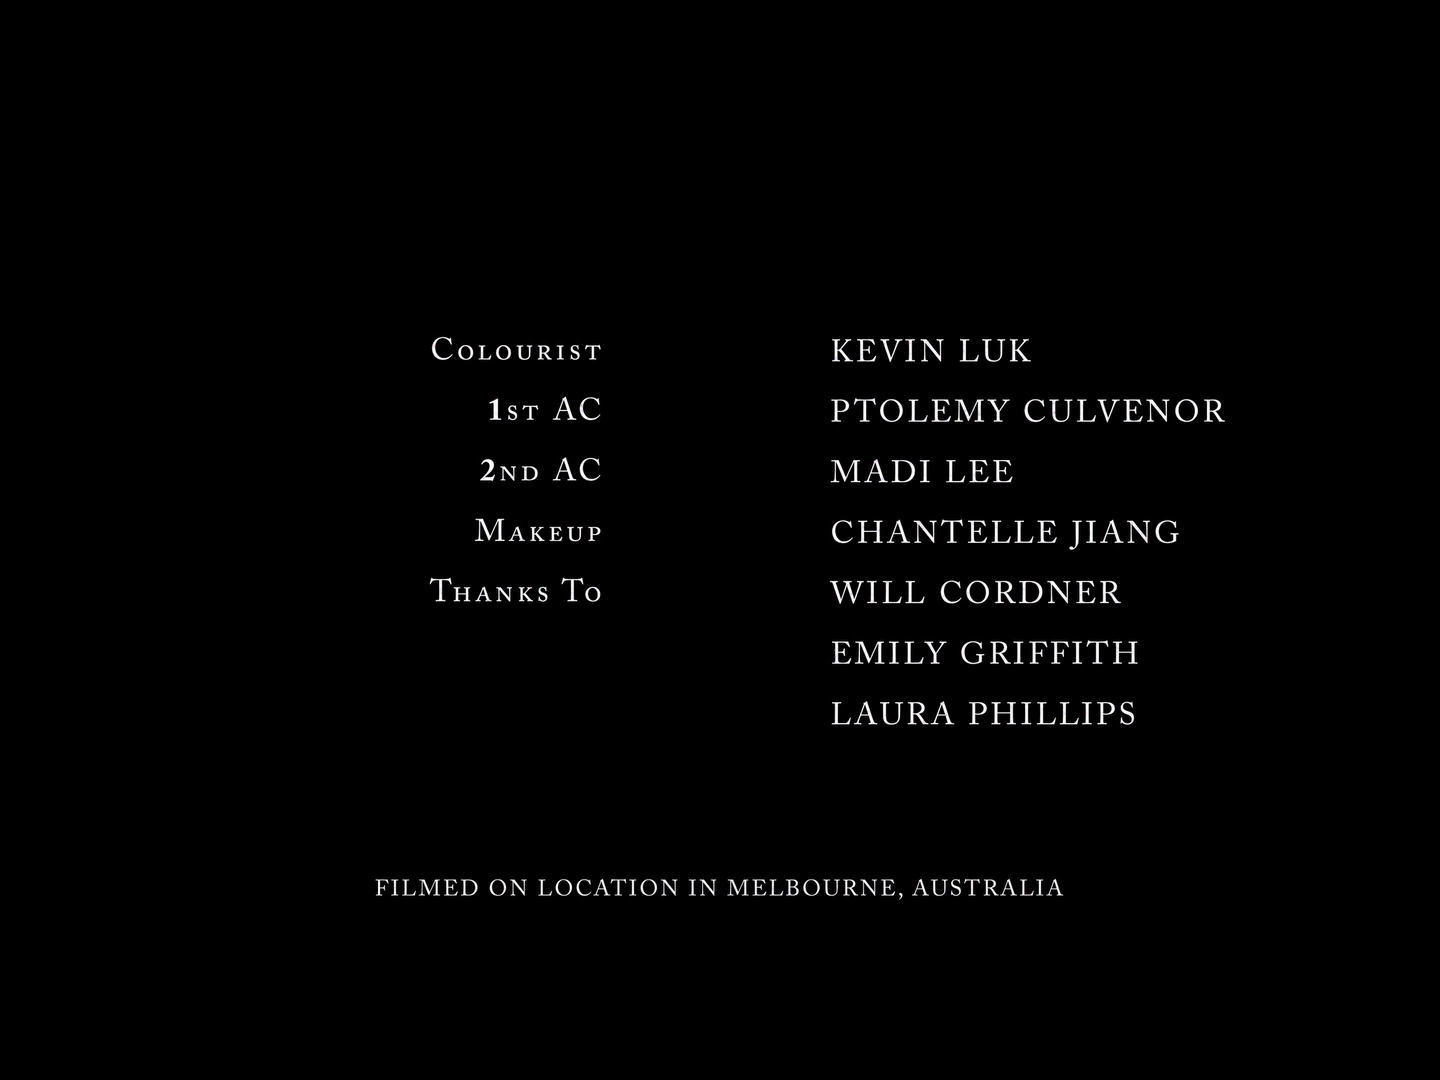 Colourist KEVIN LUK
1st AC PTOLEMY CULVENOR
2nd AC MADI LEE
Makeup CHANTELLE JIANG
Thanks To WILL CORDNER
EMILY GRIFFITH
LAURA PHILLIPS
FILMED ON LOCATION IN MELBOURNE, AUSTRALIA